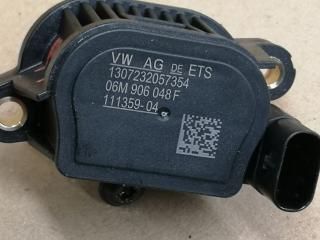 VW AG DE ETS
1307232057354
06M 906 048 F
111359-04